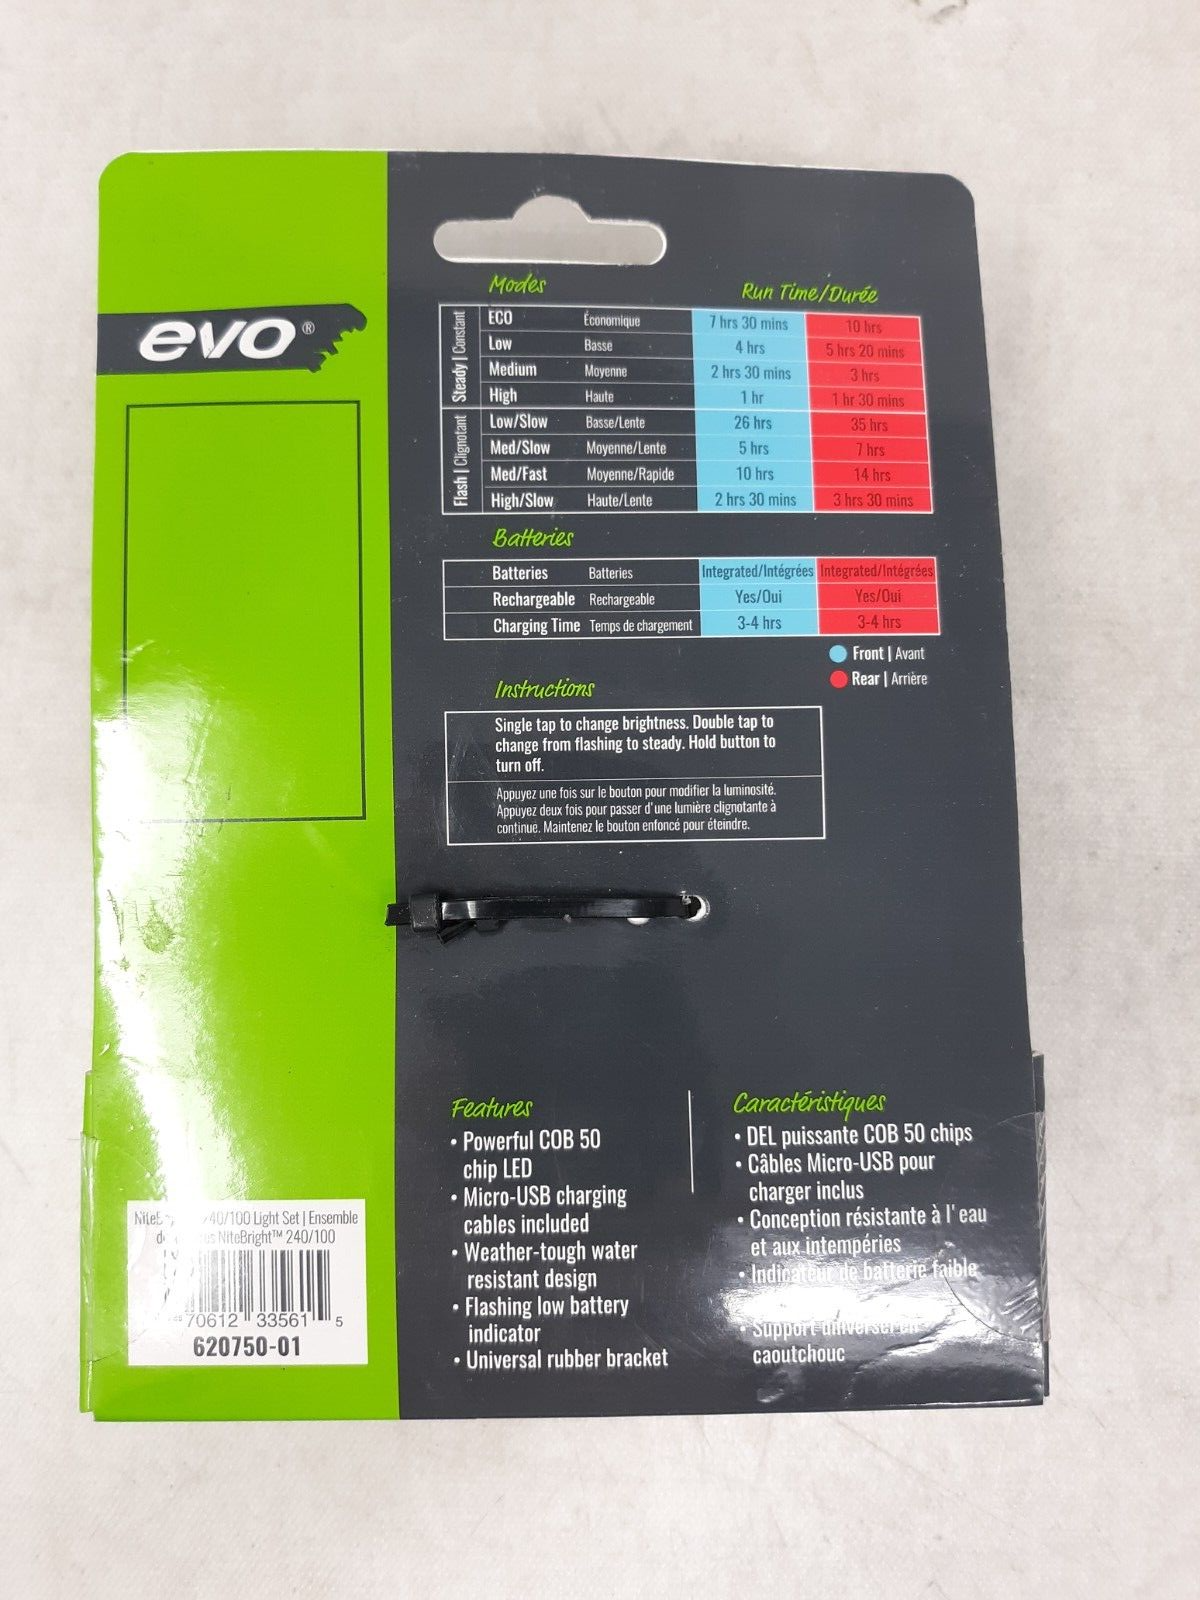 evo®
Modes
Run Time/Durée
Steady | Constant
ECO Économique 7 hrs 30 mins 10 hrs
Low Basse 4 hrs 5 hrs 20 mins
Medium Moyenne 2 hrs 30 mins 3 hrs
High Haute 1 hr 1 hr 30 mins
Flash | Clignotant
Low/Slow Basse/Lente 26 hrs 35 hrs
Med/Slow Moyenne/Lente 5 hrs 7 hrs
Med/Fast Moyenne/Rapide 10 hrs 14 hrs
High/Slow Haute/Lente 2 hrs 30 mins 3 hrs 30 mins
Batteries
Batteries Batteries Integrated/Intégrées Integrated/Intégrées
Rechargeable Rechargeable Yes/Oui Yes/Oui
Charging Time Temps de chargement 3-4 hrs 3-4 hrs
Front | Avant
Rear | Arrière
Instructions
Single tap to change brightness. Double tap to
change from flashing to steady. Hold button to
turn off.
Appuyez une fois sur le bouton pour modifier la luminosité.
Appuyez deux fois pour passer d'une lumière clignotante à
continue. Maintenez le bouton enfoncé pour éteindre.
Features
• Powerful COB 50
chip LED
• Micro-USB charging
cables included
• Weather-tough water
resistant design
• Flashing low battery
indicator
• Universal rubber bracket
Caractéristiques
• DEL puissante COB 50 chips
• Câbles Micro-USB pour
charger inclus
• Conception résistante à l'eau
et aux intempéries
• Indicateur de batterie faible
• Support universel en
caoutchouc
240/100 Light Set | Ensemble
NiteBright™ 240/100
70612 33561 5
620750-01